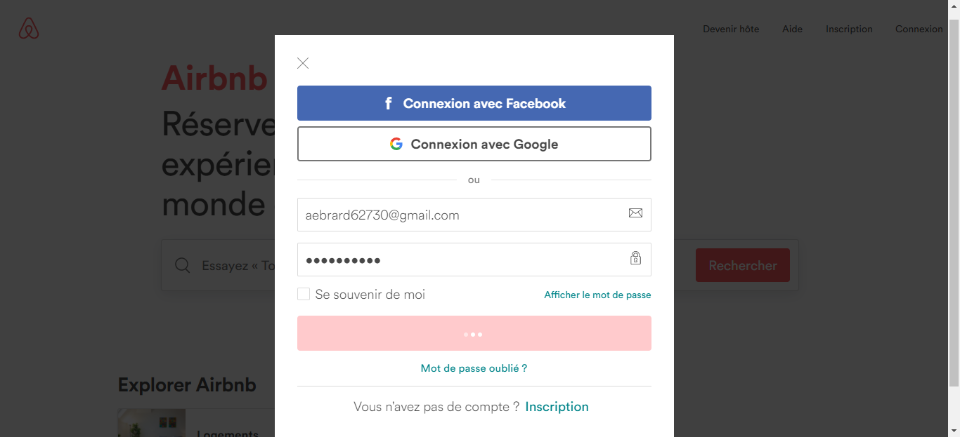 Devenir hôte Aide Inscription Connexion
Airbnb
Réserve
expérien
monde
Essayez « To
Rechercher
Connexion avec Facebook
Connexion avec Google
ou
aebrard62730@gmail.com
••••••••••
Se souvenir de moi
Afficher le mot de passe
Mot de passe oublié ?
Vous n'avez pas de compte ? Inscription
Explorer Airbnb
Logements